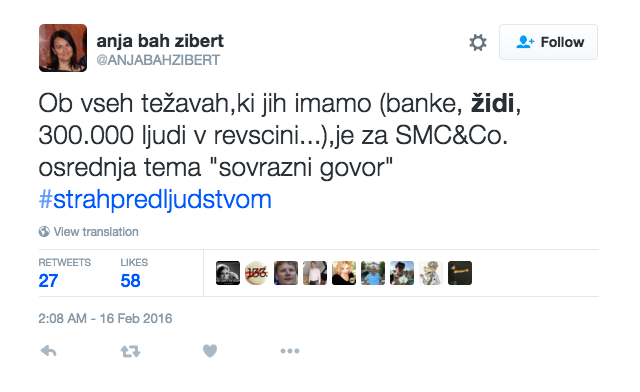 anja bah zibert
@ANJABAHZIBERT
Follow
Ob vseh težavah,ki jih imamo (banke, židi,
300.000 ljudi v revscini...),je za SMC&Co.
osrednja tema "sovrazni govor"
#strahpredljudstvom
View translation
RETWEETS LIKES
27 58
2:08 AM - 16 Feb 2016